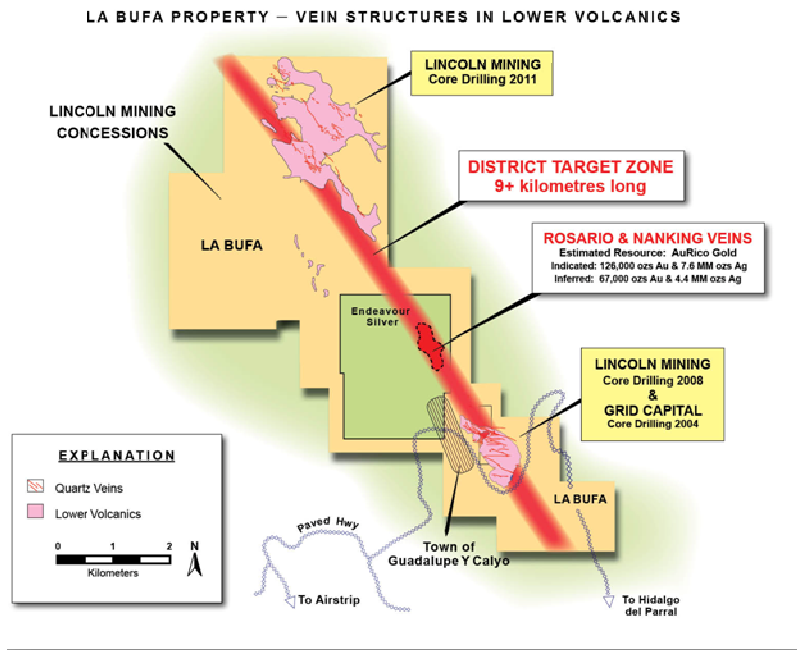 LA BUFA PROPERTY – VEIN STRUCTURES IN LOWER VOLCANICS
LINCOLN MINING
Core Drilling 2011
LINCOLN MINING
CONCESSIONS
DISTRICT TARGET ZONE
9+ kilometres long
LA BUFA
ROSARIO & NANKING VEINS
Estimated Resource: AuRico Gold
Indicated: 126,000 ozs Au & 7.6 MM ozs Ag
Inferred: 67,000 ozs Au & 4.4 MM ozs Ag
Endeavour
Silver
LINCOLN MINING
Core Drilling 2008
&
GRID CAPITAL
Core Drilling 2004
EXPLANATION
Quartz Veins
Lower Volcanics
0 1 2
Kilometers
N
LA BUFA
Paved Hwy
Town of
Guadalupe Y Calyo
To Airstrip
To Hidalgo
del Parral